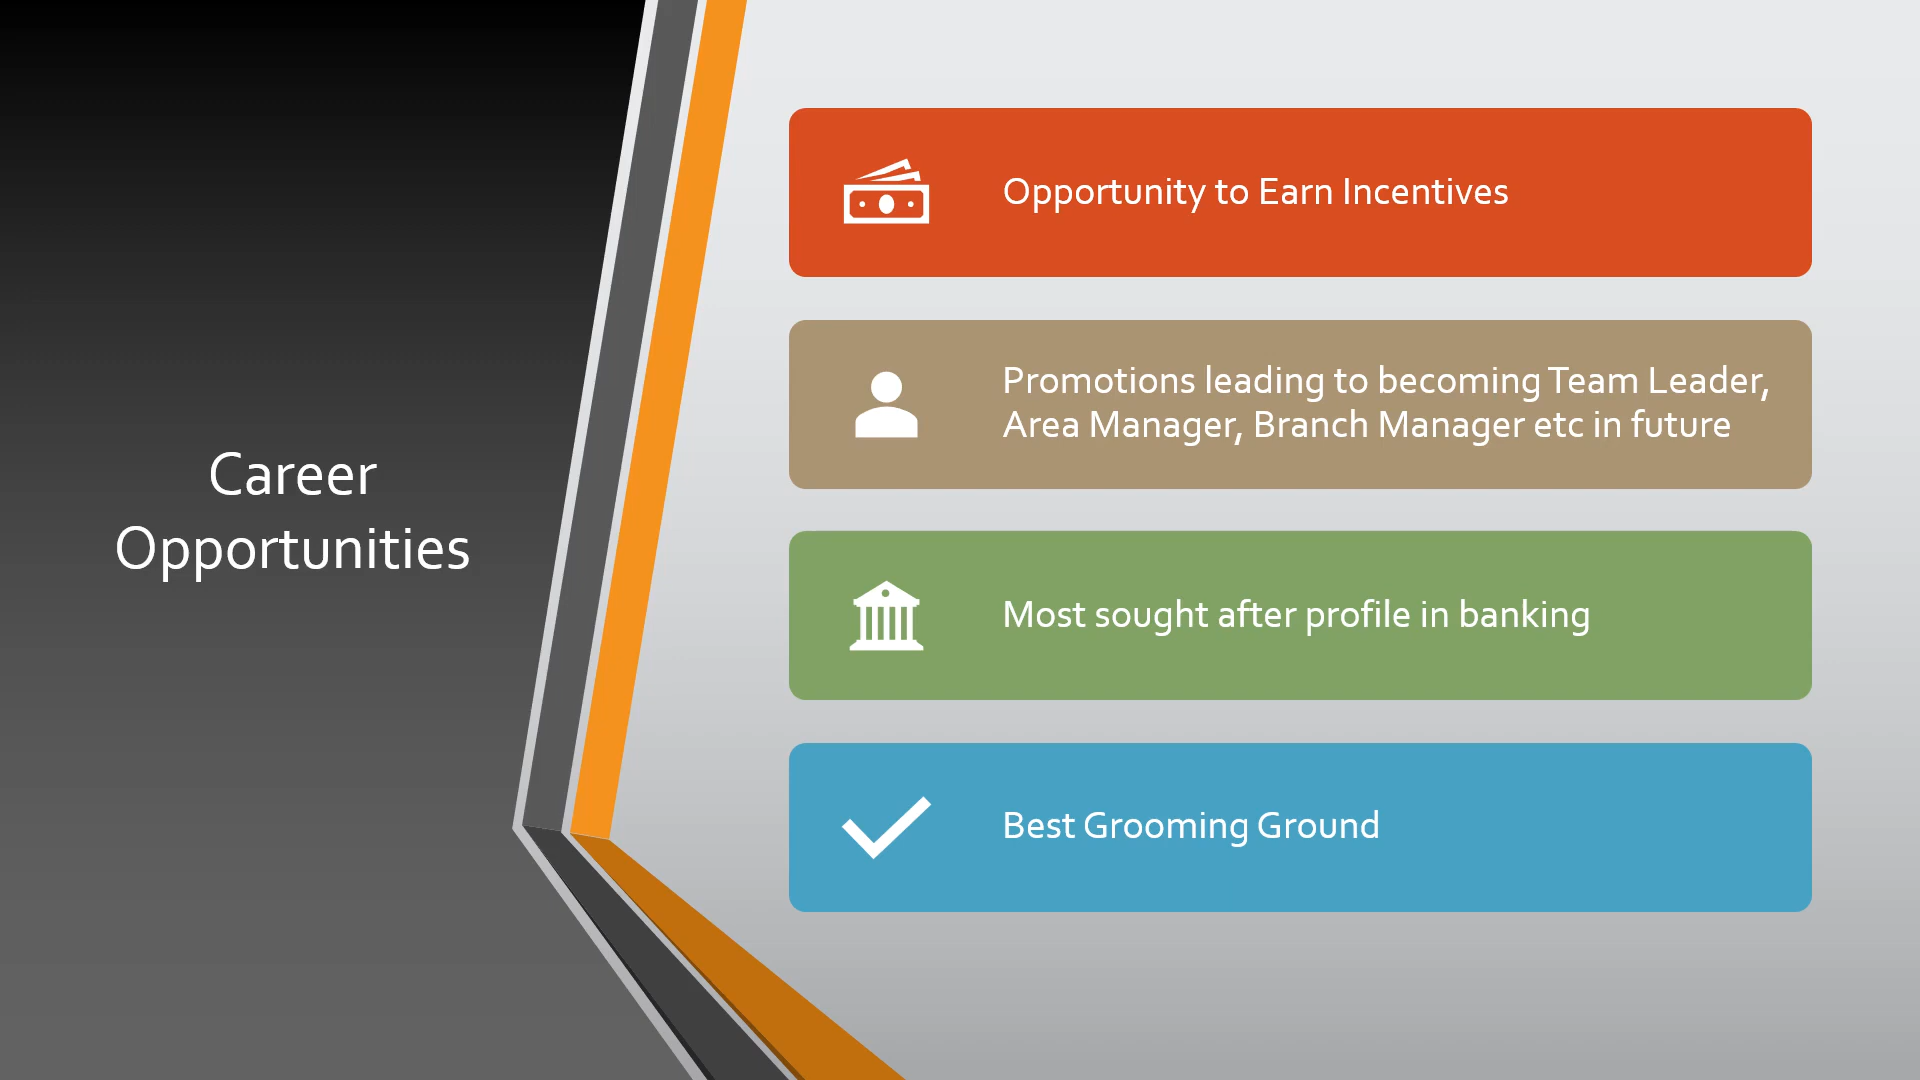 Career
Opportunities
Opportunity to Earn Incentives
Promotions leading to becoming Team Leader,
Area Manager, Branch Manager etc in future
Most sought after profile in banking
Best Grooming Ground